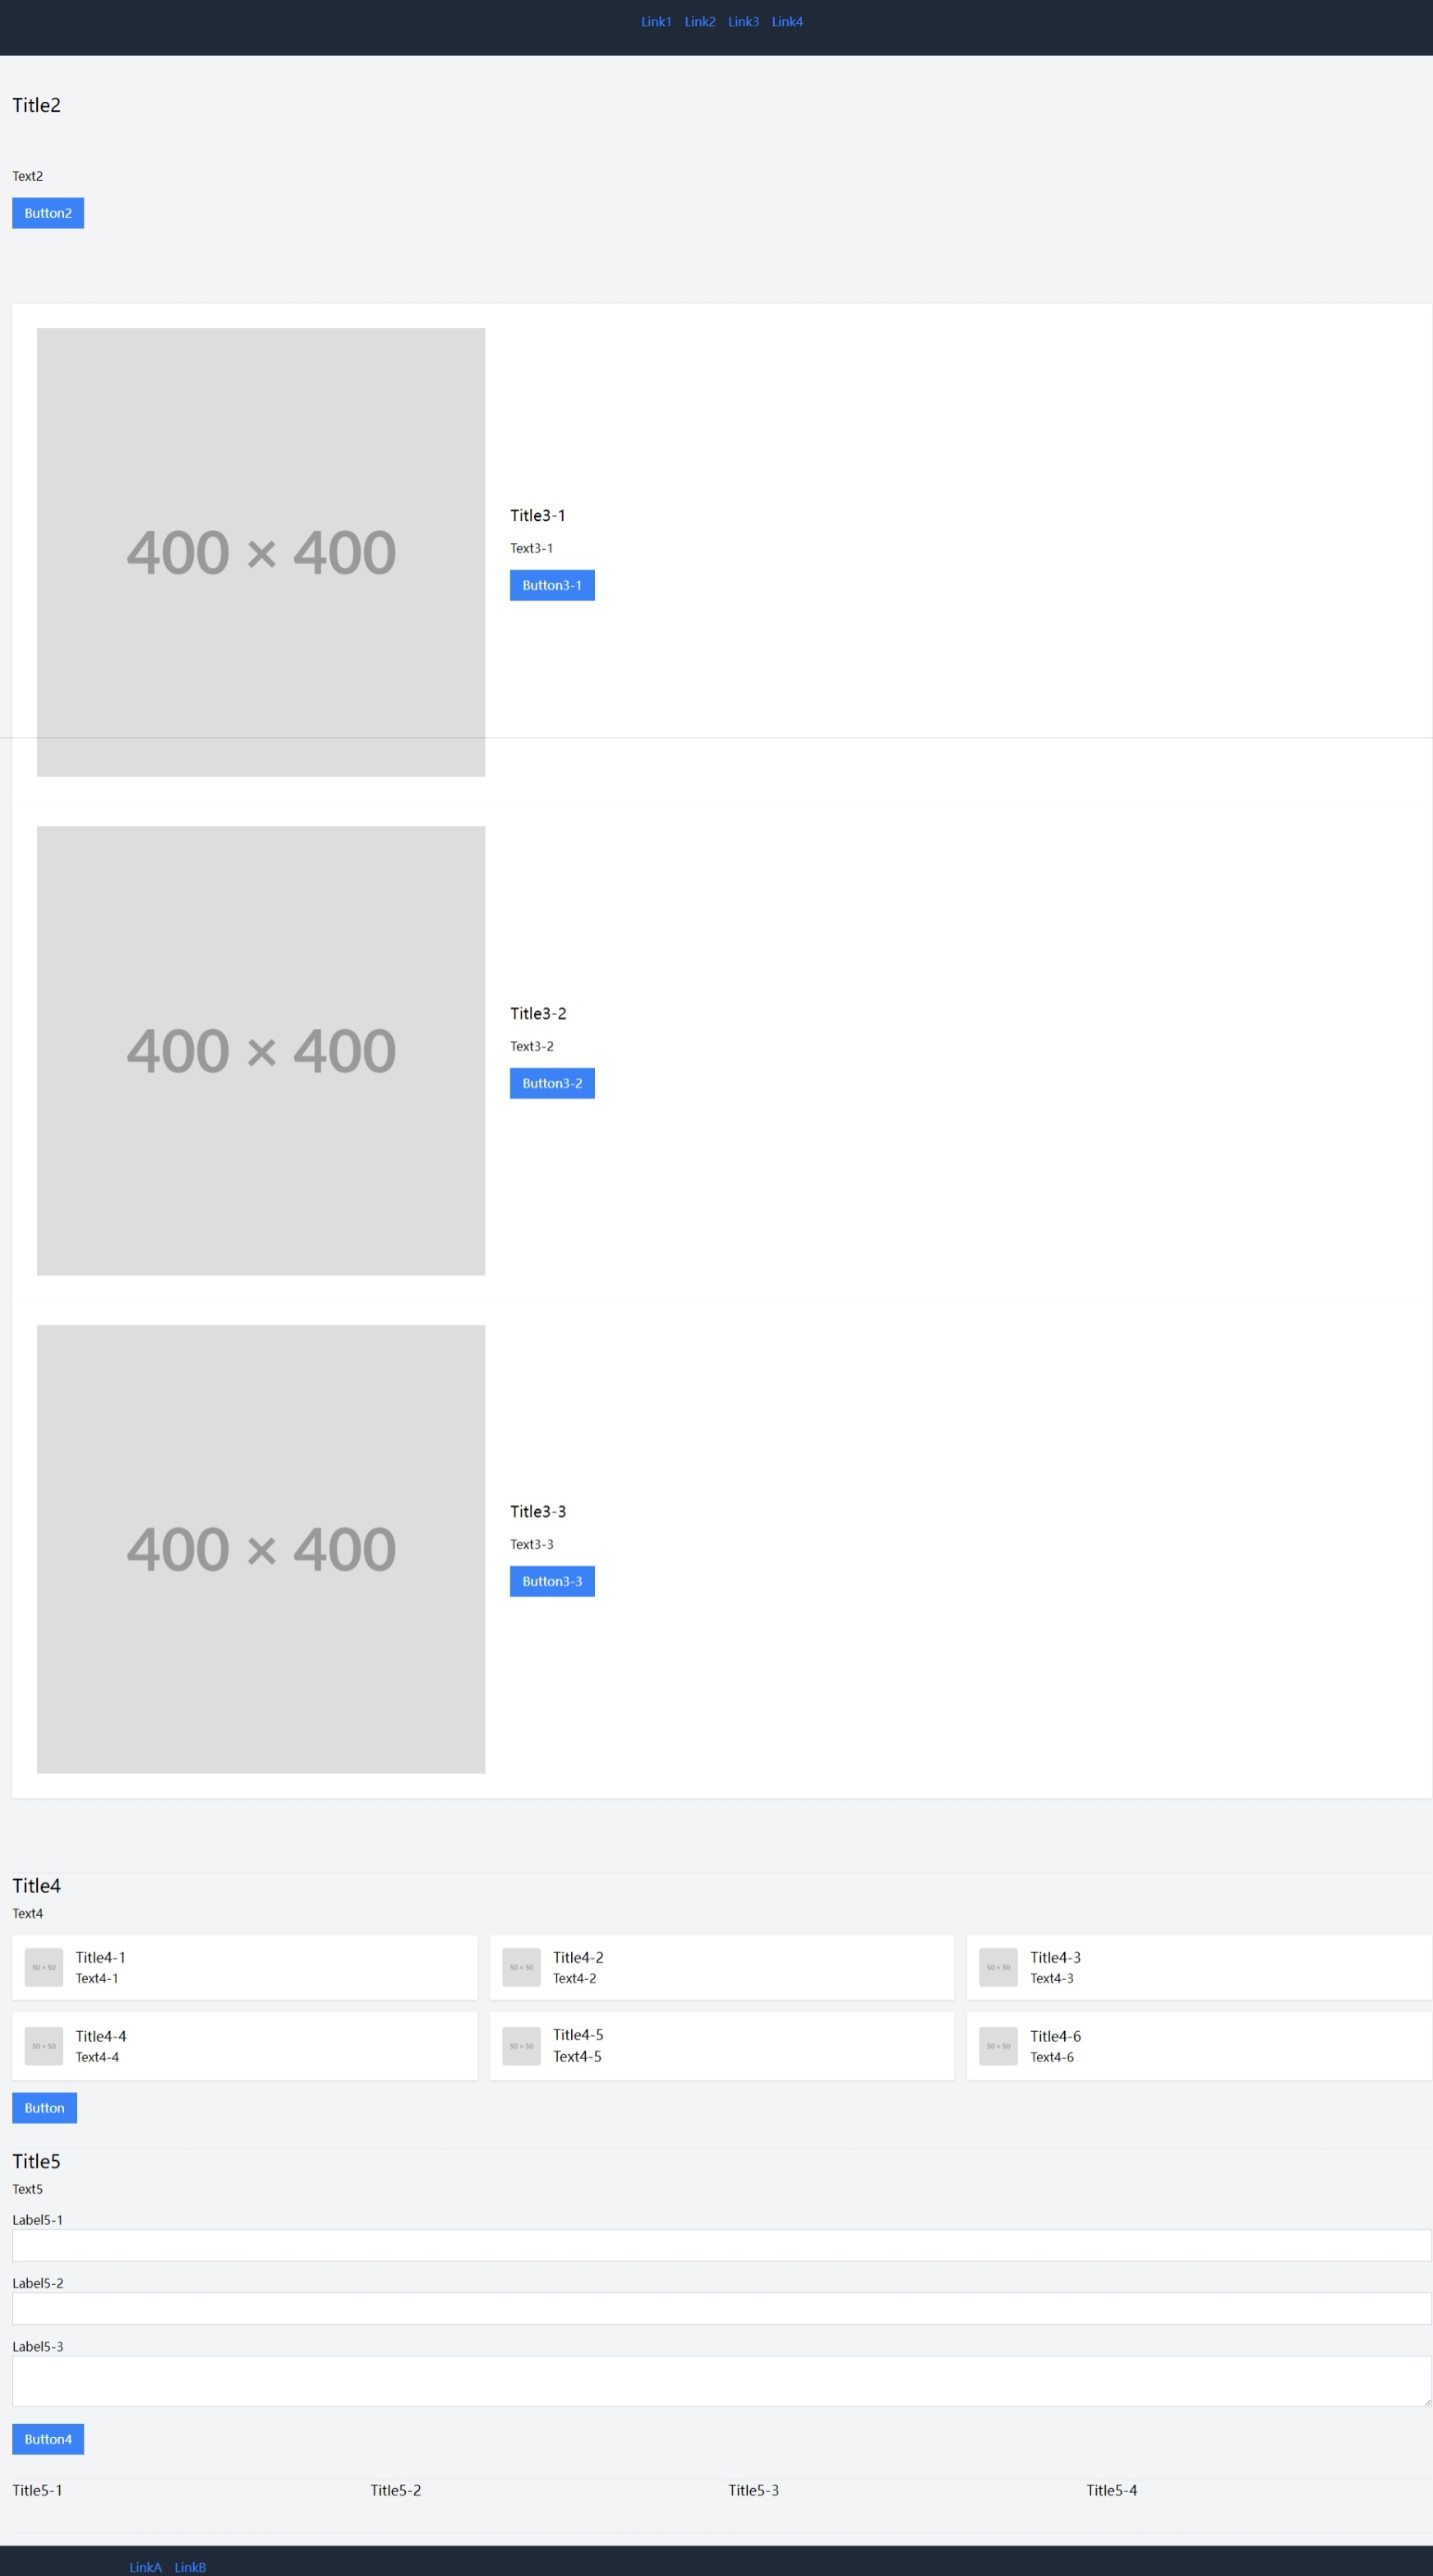 Link1 Link2 Link3 Link4
Title2
Text2
Button2
400 × 400
Title3-1
Text3-1
Button3-1
400 × 400
Title3-2
Text3-2
Button3-2
400 × 400
Title3-3
Text3-3
Button3-3
Title4
Text4
50 × 50
Title4-1
Text4-1
50 × 50
Title4-2
Text4-2
50 × 50
Title4-3
Text4-3
50 × 50
Title4-4
Text4-4
50 × 50
Title4-5
Text4-5
50 × 50
Title4-6
Text4-6
Button
Title5
Text5
Label5-1
Label5-2
Label5-3
Button4
Title5-1 Title5-2 Title5-3 Title5-4
LinkA LinkB